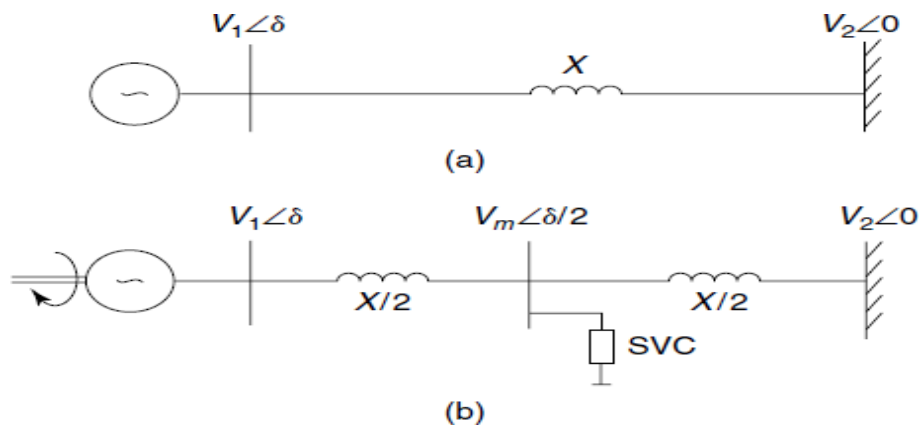 V₁∠δ V₂∠0
X
(a)
V₁∠δ Vₘ∠δ/2 V₂∠0
X/2 X/2
SVC
(b)